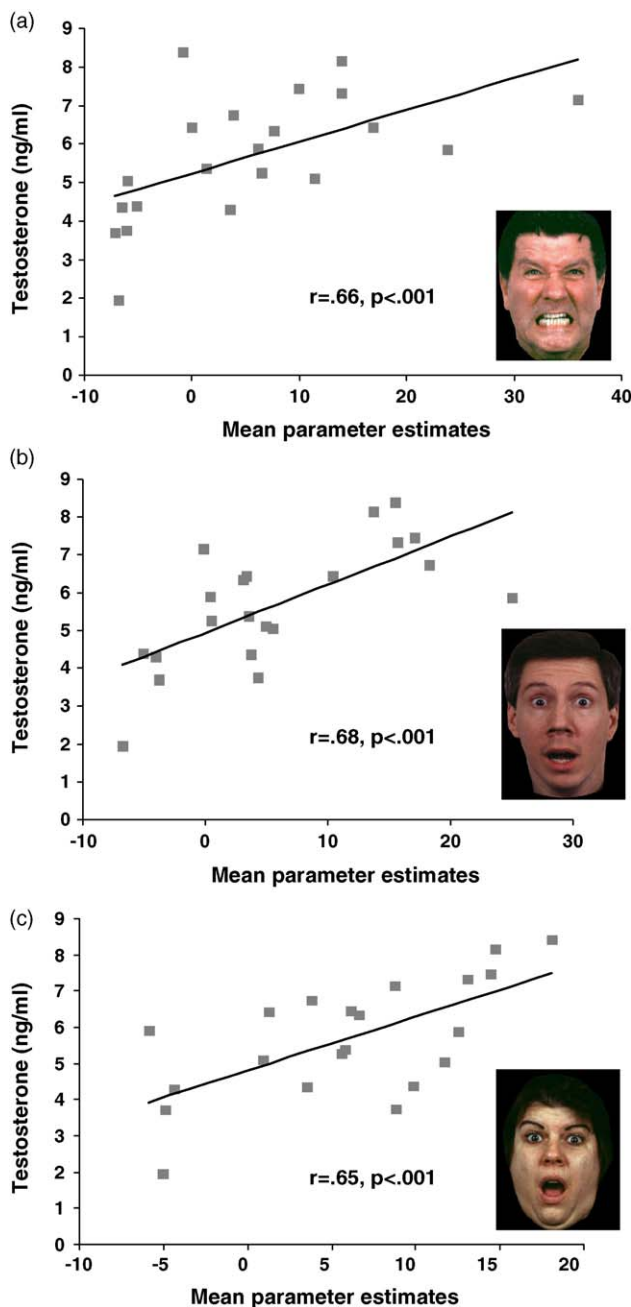 (a)
9
8
7
6
5
4
3
2
1
0
Testosterone (ng/ml)
r=.66, p<.001
-10 0 10 20 30 40
Mean parameter estimates
(b)
9
8
7
6
5
4
3
2
1
0
Testosterone (ng/ml)
r=.68, p<.001
-10 0 10 20 30
Mean parameter estimates
(c)
9
8
7
6
5
4
3
2
1
0
Testosterone (ng/ml)
r=.65, p<.001
-10 -5 0 5 10 15 20
Mean parameter estimates